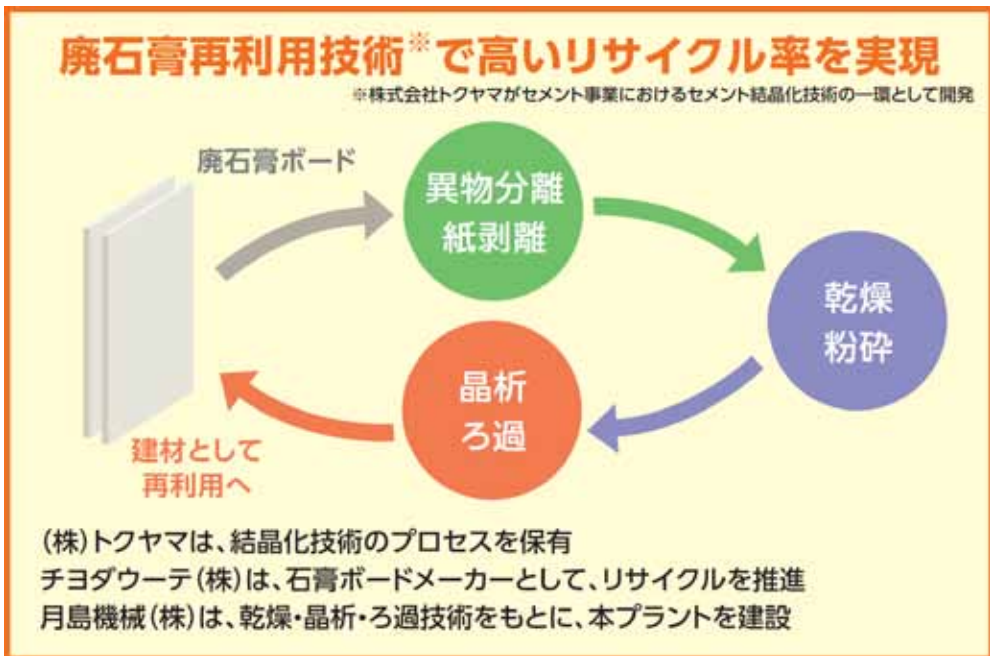 廃石膏再利用技術※で高いリサイクル率を実現
※株式会社トクヤマがセメント事業におけるセメント結晶化技術の一環として開発
廃石膏ボード
異物分離
紙剥離
乾燥
粉砕
晶析
ろ過
建材として
再利用へ
(株)トクヤマは、結晶化技術のプロセスを保有
チヨダウーテ(株)は、石膏ボードメーカーとして、リサイクルを推進
月島機械(株)は、乾燥・晶析・ろ過技術をもとに、本プラントを建設